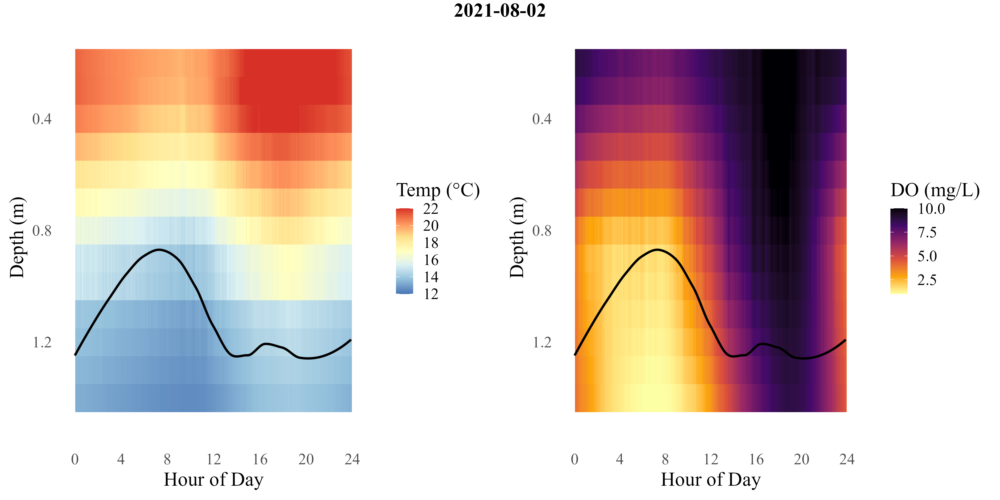 2021-08-02
Depth (m)
0.4
0.8
1.2
0 4 8 12 16 20 24
Hour of Day
Temp (°C)
22
20
18
16
14
12
Depth (m)
0.4
0.8
1.2
0 4 8 12 16 20 24
Hour of Day
DO (mg/L)
10.0
7.5
5.0
2.5